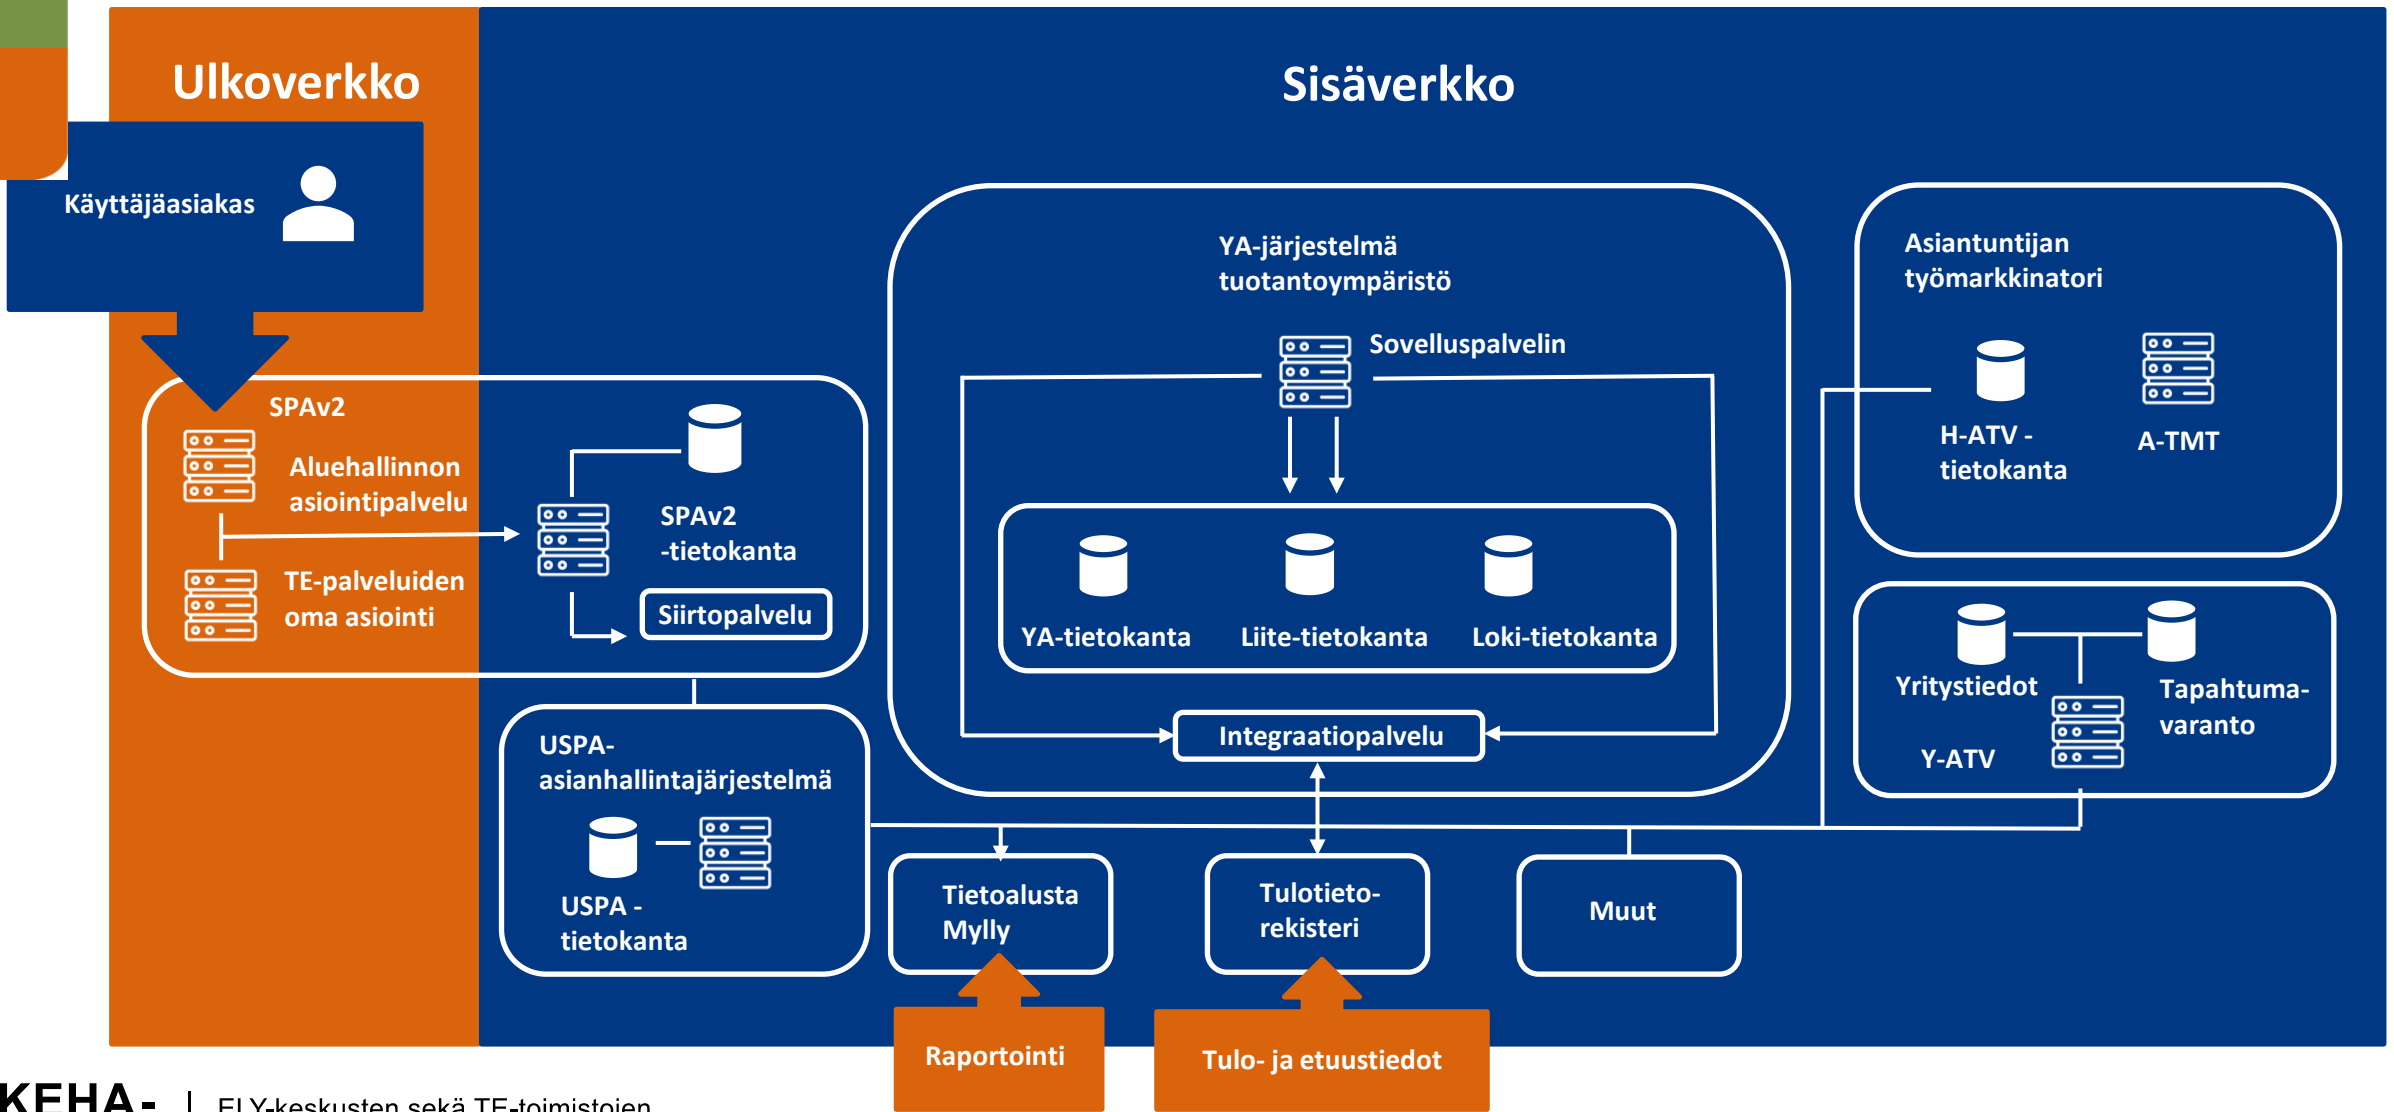 Ulkoverkko
Sisäverkko
Käyttäjäasiakas
SPAv2
Aluehallinnon
asiointipalvelu
TE-palveluiden
oma asiointi
SPAv2
-tietokanta
Siirtopalvelu
USPA-
asianhallintajärjestelmä
USPA -
tietokanta
YA-järjestelmä
tuotantoympäristö
Sovelluspalvelin
YA-tietokanta
Liite-tietokanta
Loki-tietokanta
Integraatiopalvelu
Asiantuntijan
työmarkkinatori
H-ATV -
tietokanta
A-TMT
Yritystiedot
Tapahtuma-
varanto
Y-ATV
Tietoalusta
Mylly
Tulotieto-
rekisteri
Muut
Raportointi
Tulo- ja etuustiedot
KEHA-
ELY-keskusten sekä TE-toimistojen